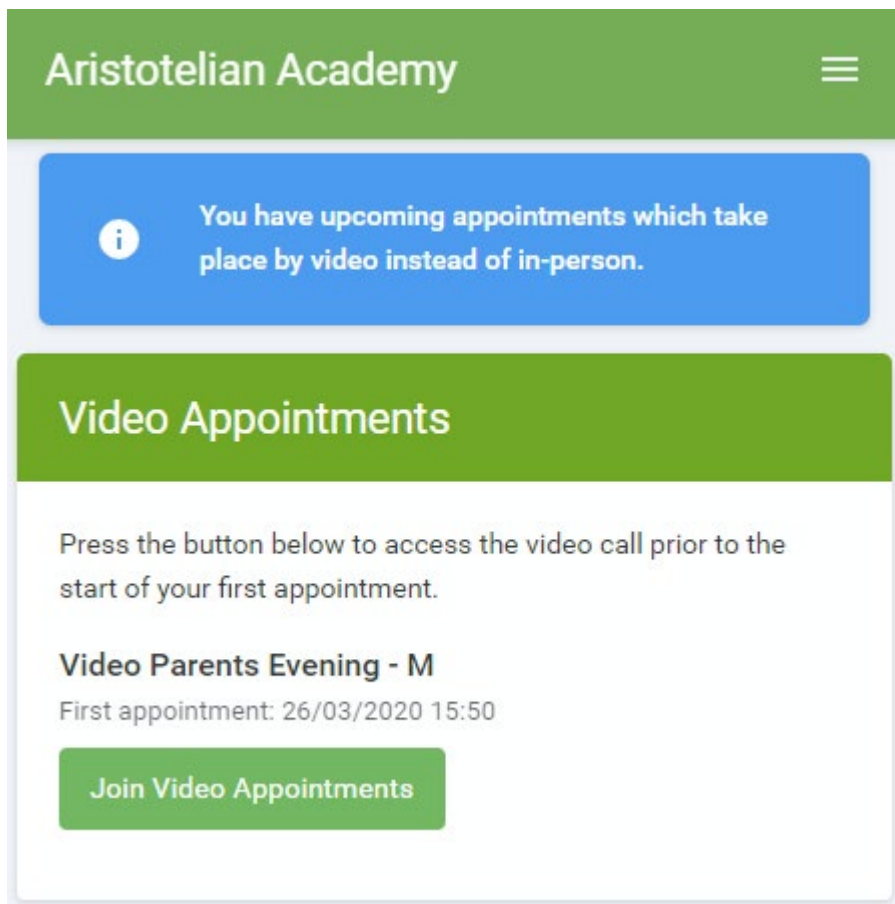 Aristotelian Academy
You have upcoming appointments which take
place by video instead of in-person.
Video Appointments
Press the button below to access the video call prior to the
start of your first appointment.
Video Parents Evening - M
First appointment: 26/03/2020 15:50
Join Video Appointments